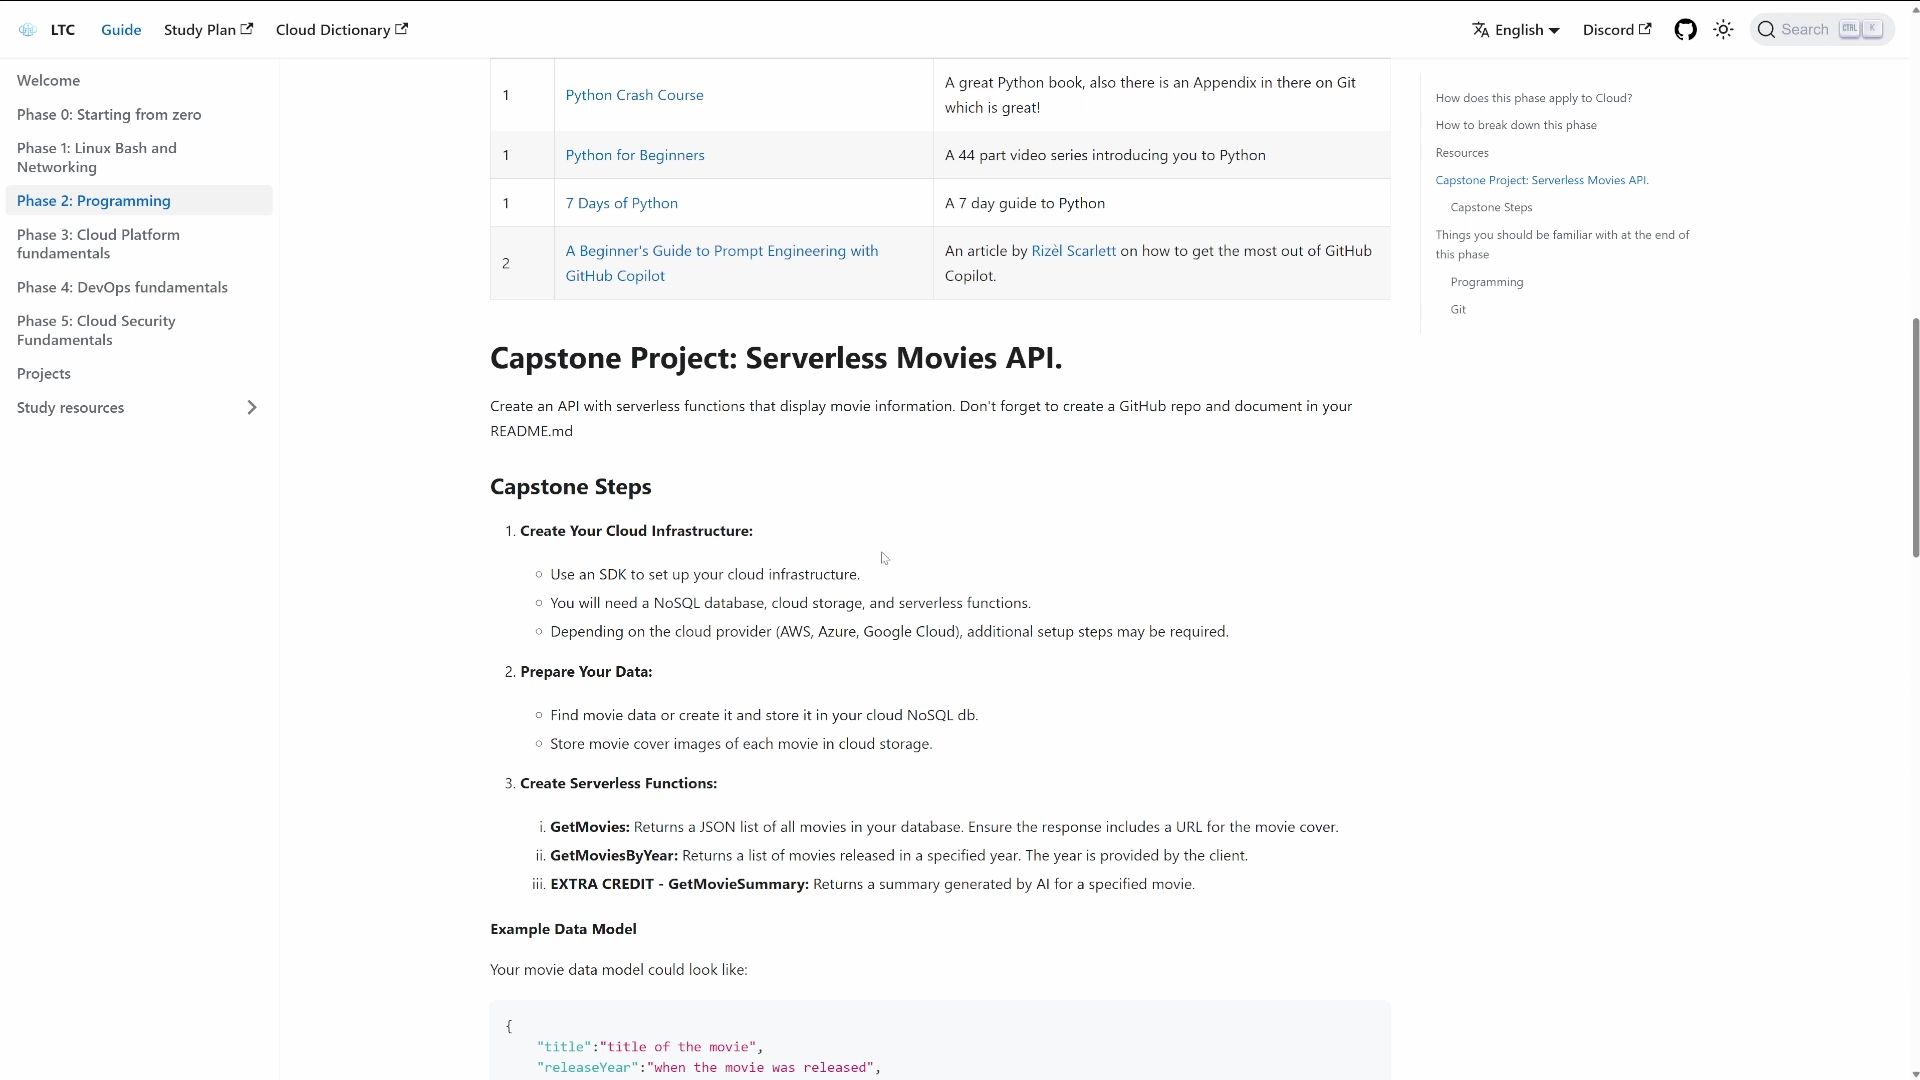 LTC Guide Study Plan Cloud Dictionary English Discord Search CTRL K
Welcome
Phase 0: Starting from zero
Phase 1: Linux Bash and
Networking
Phase 2: Programming
Phase 3: Cloud Platform
fundamentals
Phase 4: DevOps fundamentals
Phase 5: Cloud Security
Fundamentals
Projects
Study resources
1 Python Crash Course A great Python book, also there is an Appendix in there on Git
which is great!
1 Python for Beginners A 44 part video series introducing you to Python
1 7 Days of Python A 7 day guide to Python
2 A Beginner's Guide to Prompt Engineering with
GitHub Copilot
An article by Rizèl Scarlett on how to get the most out of GitHub
Copilot.
Capstone Project: Serverless Movies API.
Create an API with serverless functions that display movie information. Don't forget to create a GitHub repo and document in your
README.md
Capstone Steps
1. Create Your Cloud Infrastructure:
Use an SDK to set up your cloud infrastructure.
You will need a NoSQL database, cloud storage, and serverless functions.
Depending on the cloud provider (AWS, Azure, Google Cloud), additional setup steps may be required.
2. Prepare Your Data:
Find movie data or create it and store it in your cloud NoSQL db.
Store movie cover images of each movie in cloud storage.
3. Create Serverless Functions:
i. GetMovies: Returns a JSON list of all movies in your database. Ensure the response includes a URL for the movie cover.
ii. GetMoviesByYear: Returns a list of movies released in a specified year. The year is provided by the client.
iii. EXTRA CREDIT - GetMovieSummary: Returns a summary generated by AI for a specified movie.
Example Data Model
Your movie data model could look like:
{
"title":"title of the movie",
"releaseYear":"when the movie was released",
How does this phase apply to Cloud?
How to break down this phase
Resources
Capstone Project: Serverless Movies API.
Capstone Steps
Things you should be familiar with at the end of
this phase
Programming
Git